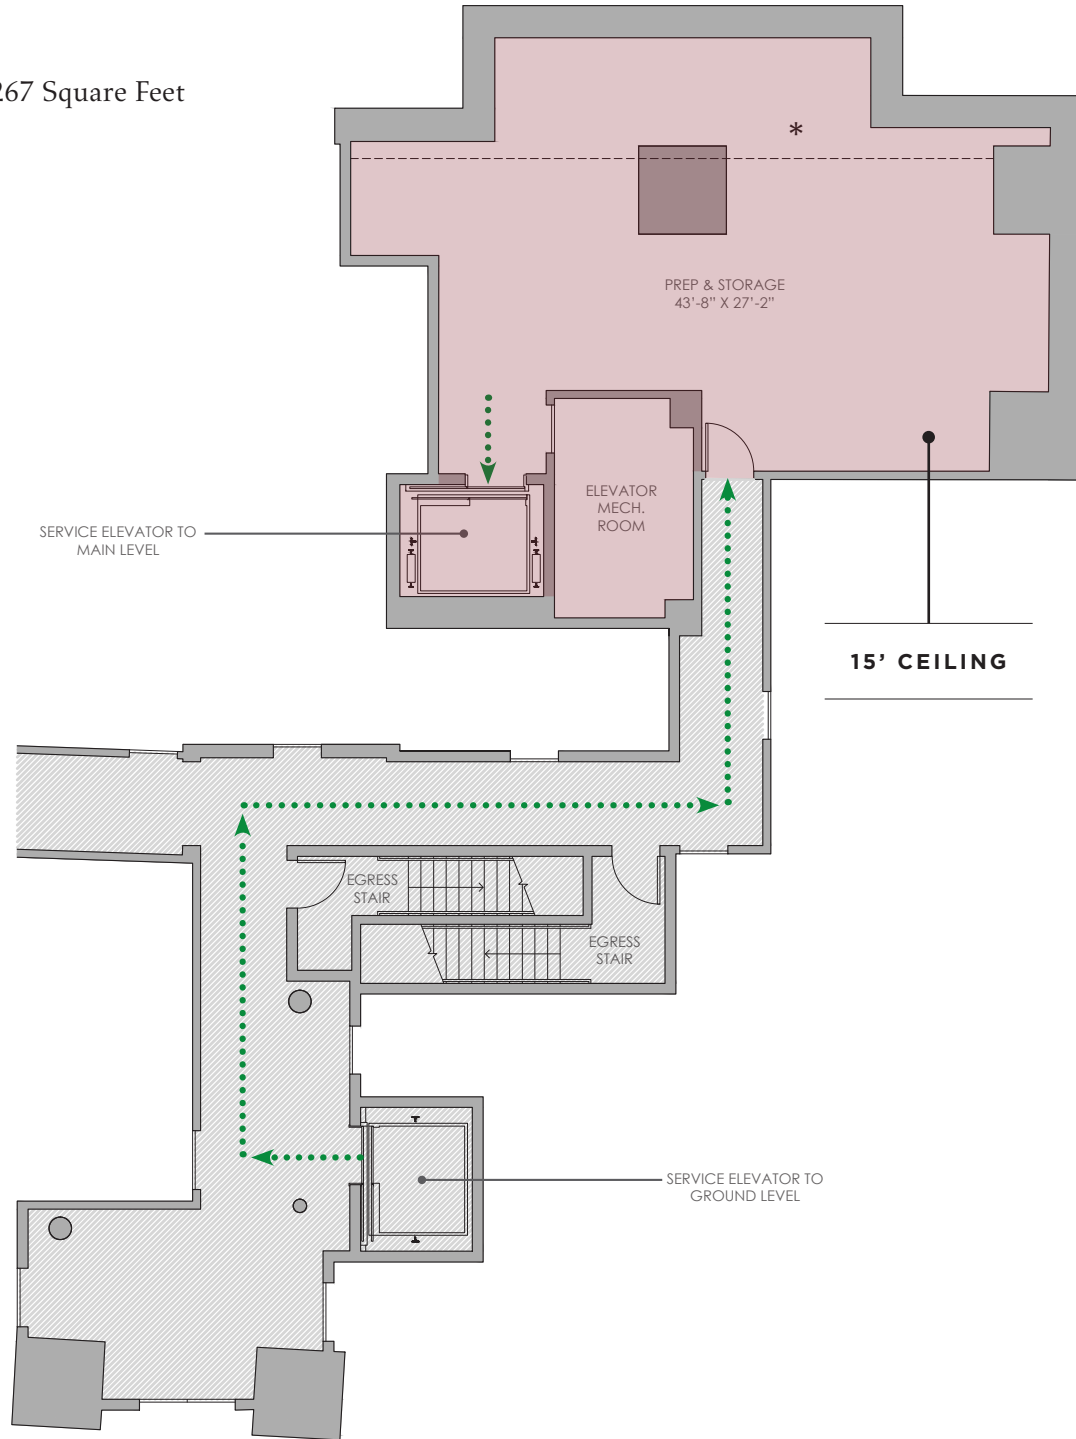 267 Square Feet
*
PREP & STORAGE
43’-8” X 27’-2”
ELEVATOR
MECH.
ROOM
SERVICE ELEVATOR TO
MAIN LEVEL
15’ CEILING
EGRESS
STAIR
EGRESS
STAIR
SERVICE ELEVATOR TO
GROUND LEVEL